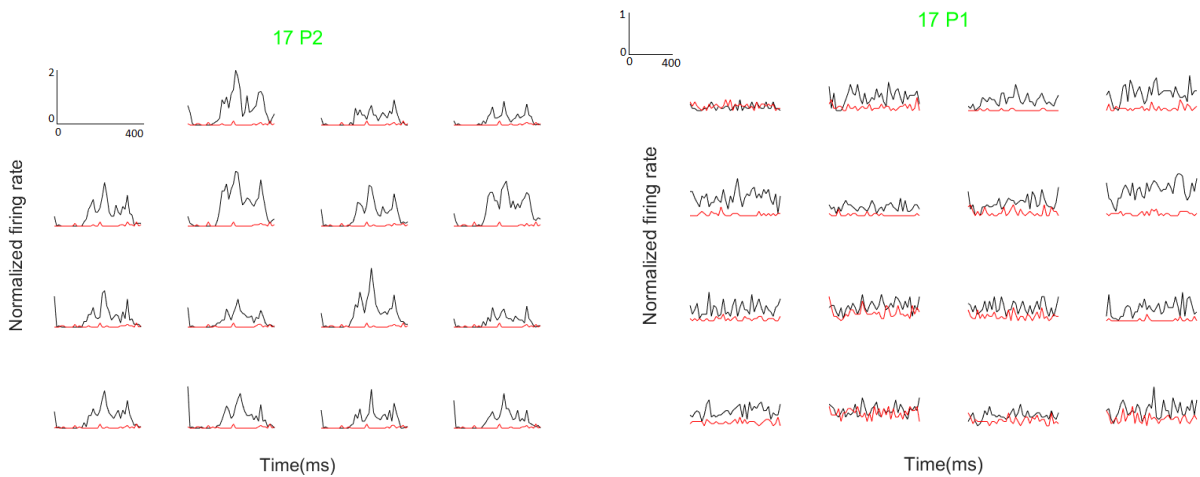 17 P2
2
0
0
400
Normalized firing rate
Time(ms)
17 P1
1
0
0
400
Normalized firing rate
Time(ms)